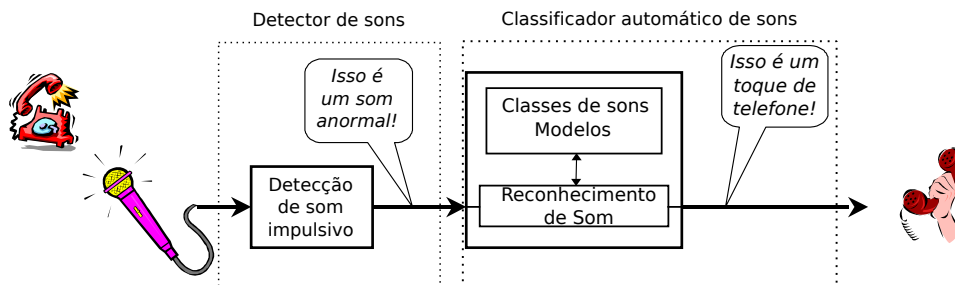 Detector de sons
Classificador automático de sons
Isso é
um som
anormal!
Isso é um
toque de
telefone!
Classes de sons
Modelos
Detecção
de som
impulsivo
Reconhecimento
de Som